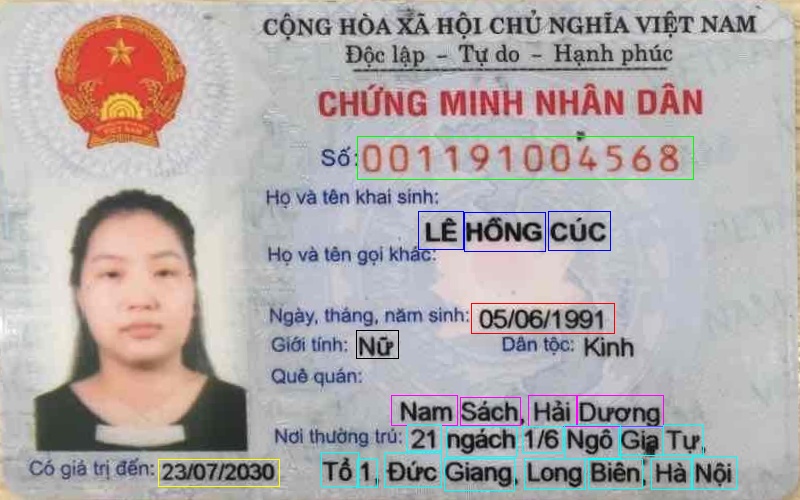 CỘNG HÒA XÃ HỘI CHỦ NGHĨA VIỆT NAM
Độc lập - Tự do - Hạnh phúc
CHỨNG MINH NHÂN DÂN
Số: 001191004568
Họ và tên khai sinh:
LÊ HỒNG CÚC
Họ và tên gọi khác:
Ngày, tháng, năm sinh: 05/06/1991
Giới tính: Nữ Dân tộc: Kinh
Quê quán:
Nam Sách, Hải Dương
Nơi thường trú: 21 ngách 1/6 Ngô Gia Tự,
Có giá trị đến: 23/07/2030 Tổ 1, Đức Giang, Long Biên, Hà Nội
VIỆT NAM